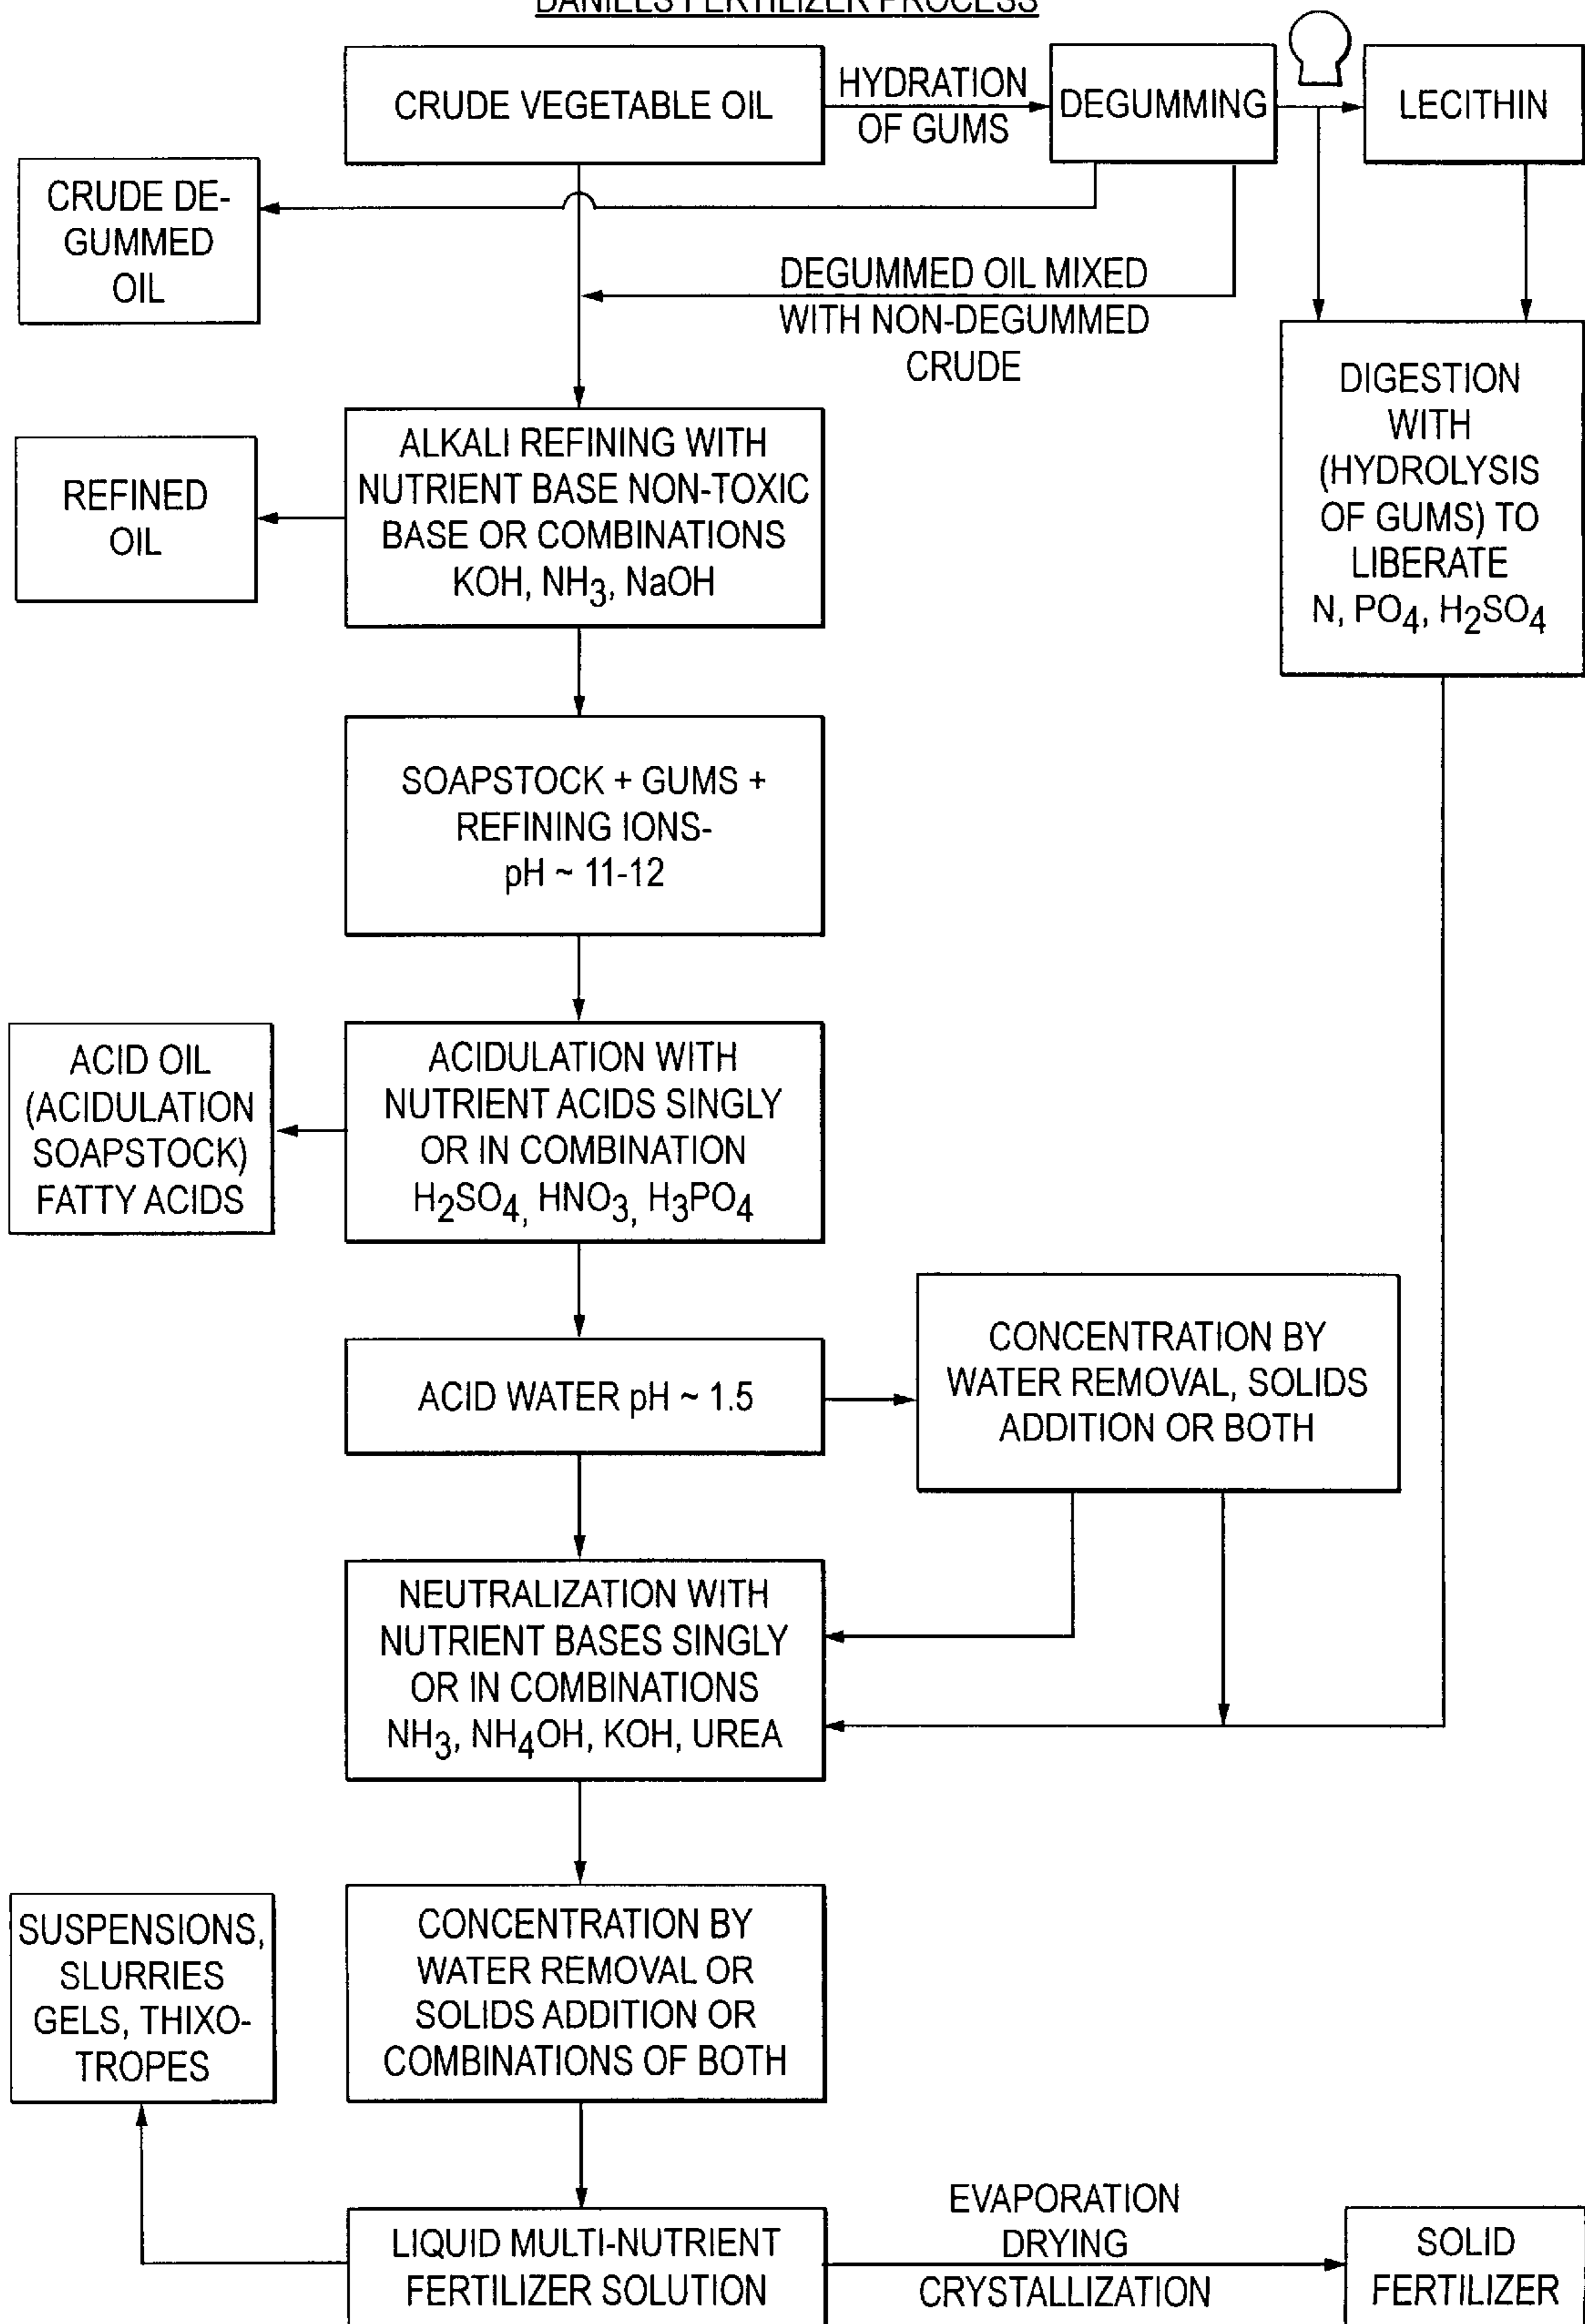 DANIELS FERTILIZER PROCESS
CRUDE VEGETABLE OIL
HYDRATION
OF GUMS
DEGUMMING
LECITHIN
CRUDE DE-
GUMMED
OIL
DEGUMMED OIL MIXED
WITH NON-DEGUMMED
CRUDE
DIGESTION
WITH
(HYDROLYSIS
OF GUMS) TO
LIBERATE
N, PO4, H2SO4
ALKALI REFINING WITH
NUTRIENT BASE NON-TOXIC
BASE OR COMBINATIONS
KOH, NH3, NaOH
REFINED
OIL
SOAPSTOCK + GUMS +
REFINING IONS-
pH ~ 11-12
ACID OIL
(ACIDULATION
SOAPSTOCK)
FATTY ACIDS
ACIDULATION WITH
NUTRIENT ACIDS SINGLY
OR IN COMBINATION
H2SO4, HNO3, H3PO4
ACID WATER pH ~ 1.5
CONCENTRATION BY
WATER REMOVAL, SOLIDS
ADDITION OR BOTH
NEUTRALIZATION WITH
NUTRIENT BASES SINGLY
OR IN COMBINATIONS
NH3, NH4OH, KOH, UREA
CONCENTRATION BY
WATER REMOVAL OR
SOLIDS ADDITION OR
COMBINATIONS OF BOTH
SUSPENSIONS,
SLURRIES
GELS, THIXO-
TROPES
LIQUID MULTI-NUTRIENT
FERTILIZER SOLUTION
EVAPORATION
DRYING
CRYSTALLIZATION
SOLID
FERTILIZER